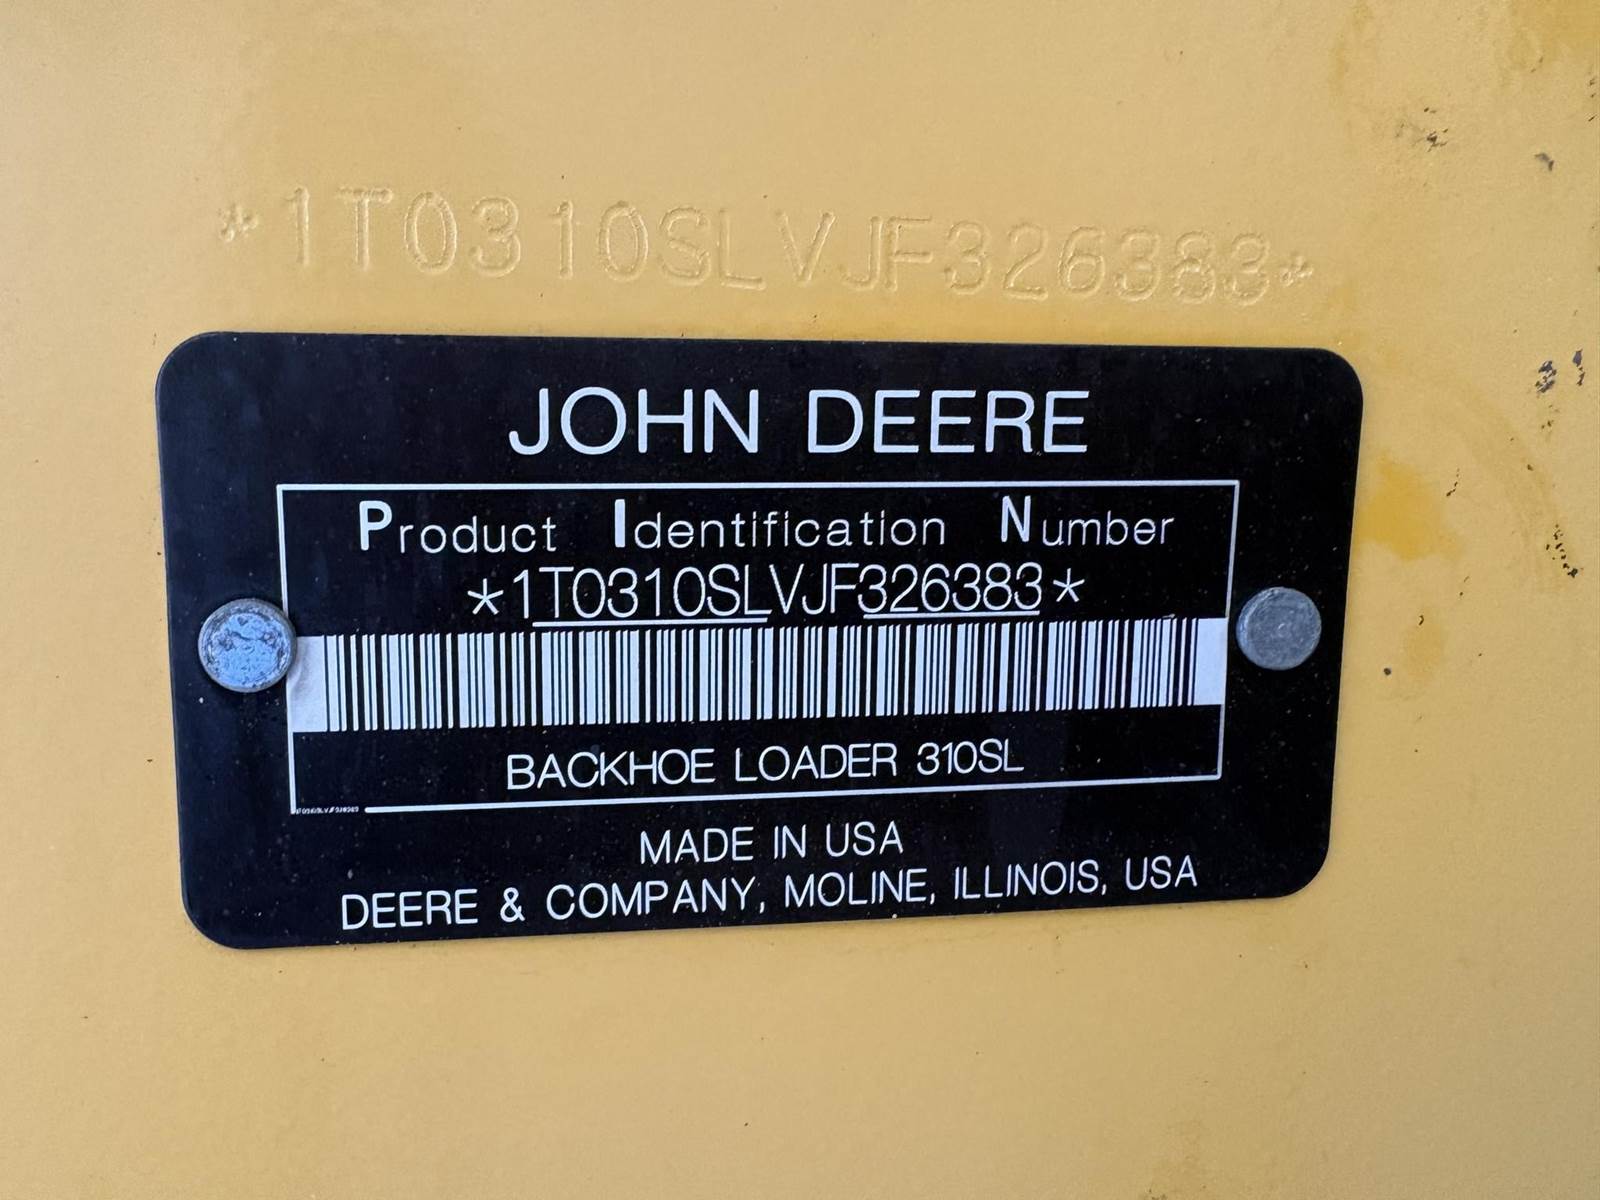 *1T0310SLVJF326383*
JOHN DEERE
Product Identification Number
*1T0310SLVJF326383*
BACKHOE LOADER 310SL
MADE IN USA
DEERE & COMPANY, MOLINE, ILLINOIS, USA